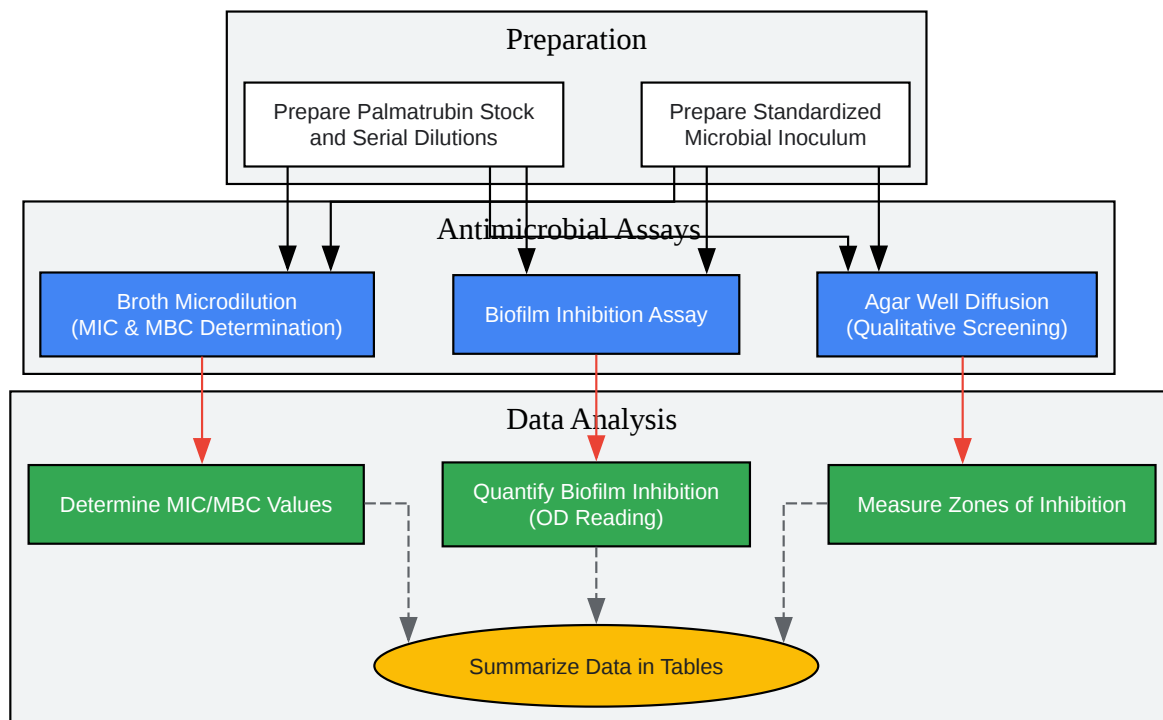 Preparation
Prepare Palmatrubin Stock
and Serial Dilutions
Prepare Standardized
Microbial Inoculum
Antimicrobial Assays
Broth Microdilution
(MIC & MBC Determination)
Biofilm Inhibition Assay
Agar Well Diffusion
(Qualitative Screening)
Data Analysis
Determine MIC/MBC Values
Quantify Biofilm Inhibition
(OD Reading)
Measure Zones of Inhibition
Summarize Data in Tables